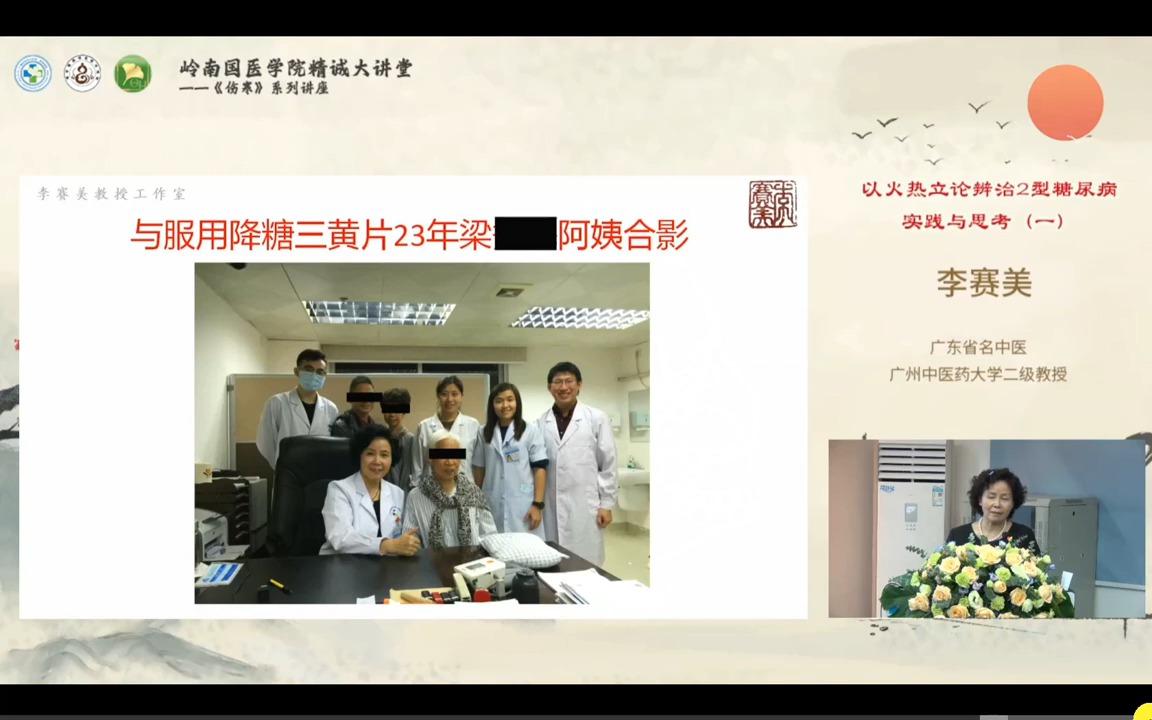 岭南国医学院精诚大讲堂
——《伤寒》系列讲座
李赛美教授工作室
与服用降糖三黄片23年梁
阿姨合影
以火热立论辨治2型糖尿病
实践与思考（一）
李赛美
广东省名中医
广州中医药大学二级教授